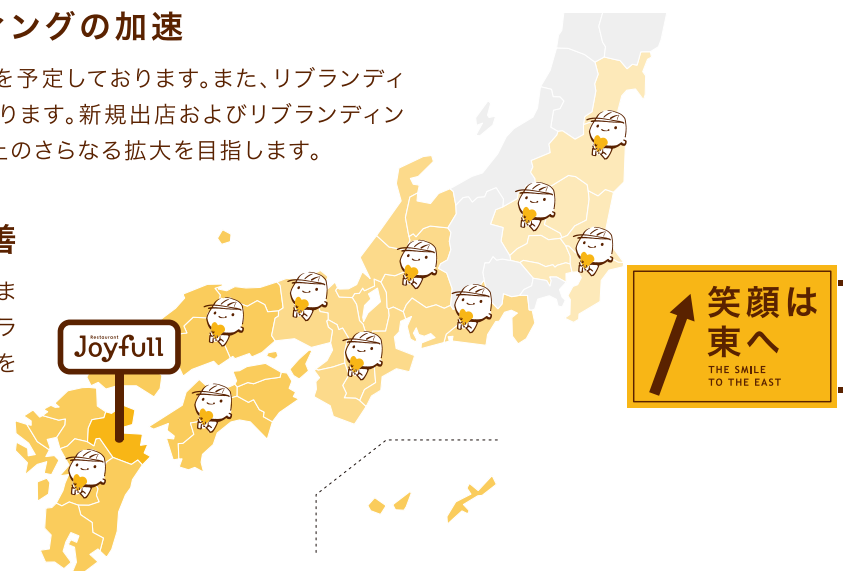 ィングの加速
を予定しております。また、リブランディ
ります。新規出店およびリブランディン
上のさらなる拡大を目指します。
善
ま
ラ
を
Restaurant
Joyfull
笑顔は
東へ
THE SMILE
TO THE EAST